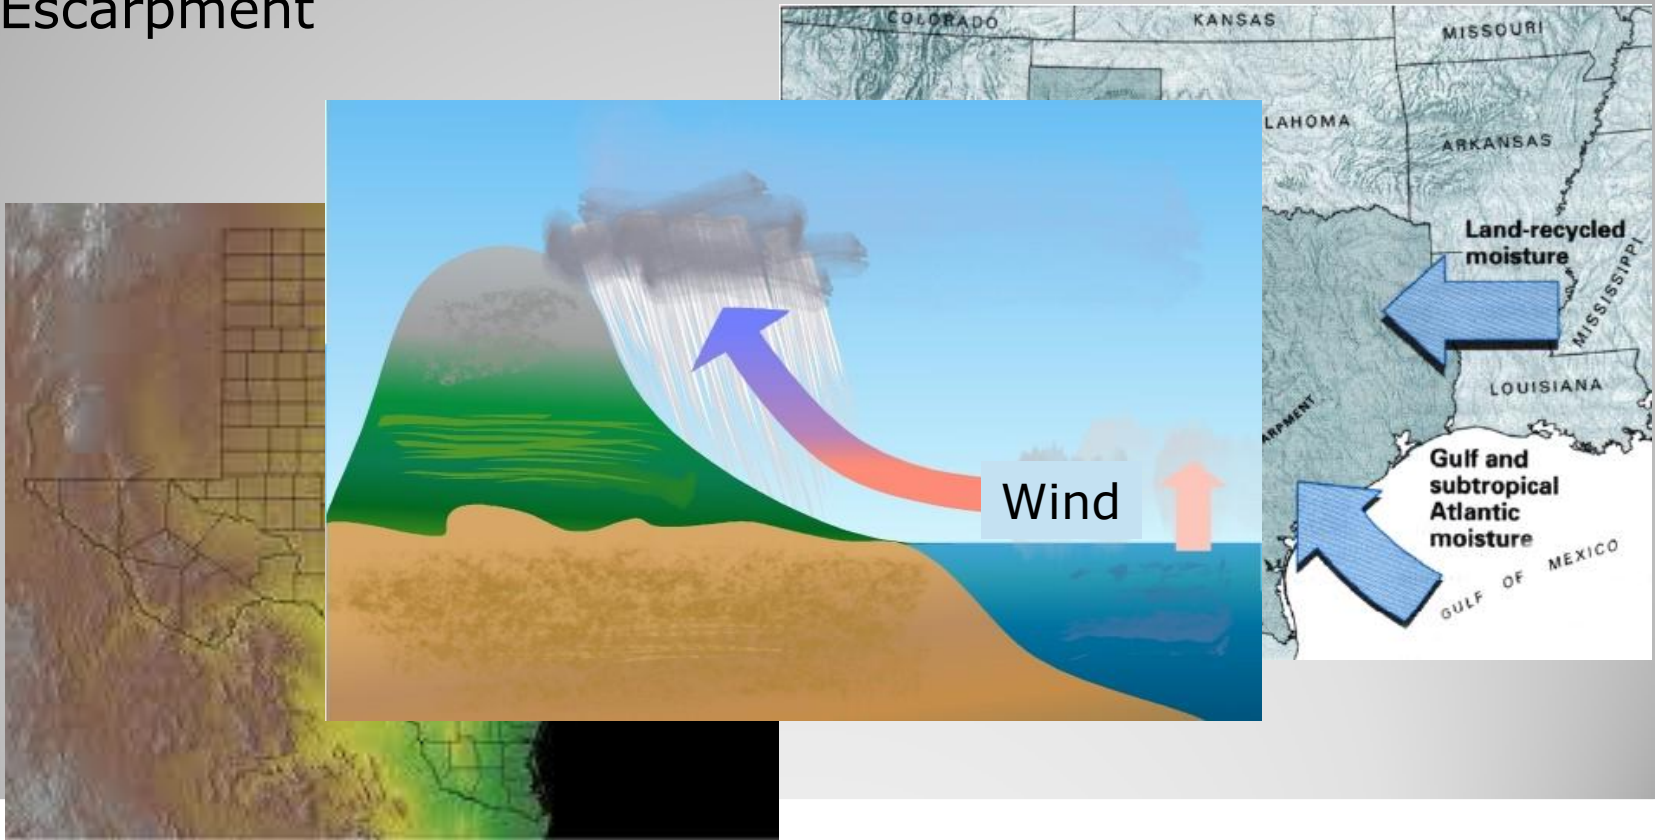 Escarpment
COLORADO
KANSAS
MISSOURI
LAHOMA
ARKANSAS
Land-recycled
moisture
MISSISSIPPI
LOUISIANA
ARPMENT
Wind
Gulf and
subtropical
Atlantic
moisture
GULF OF MEXICO